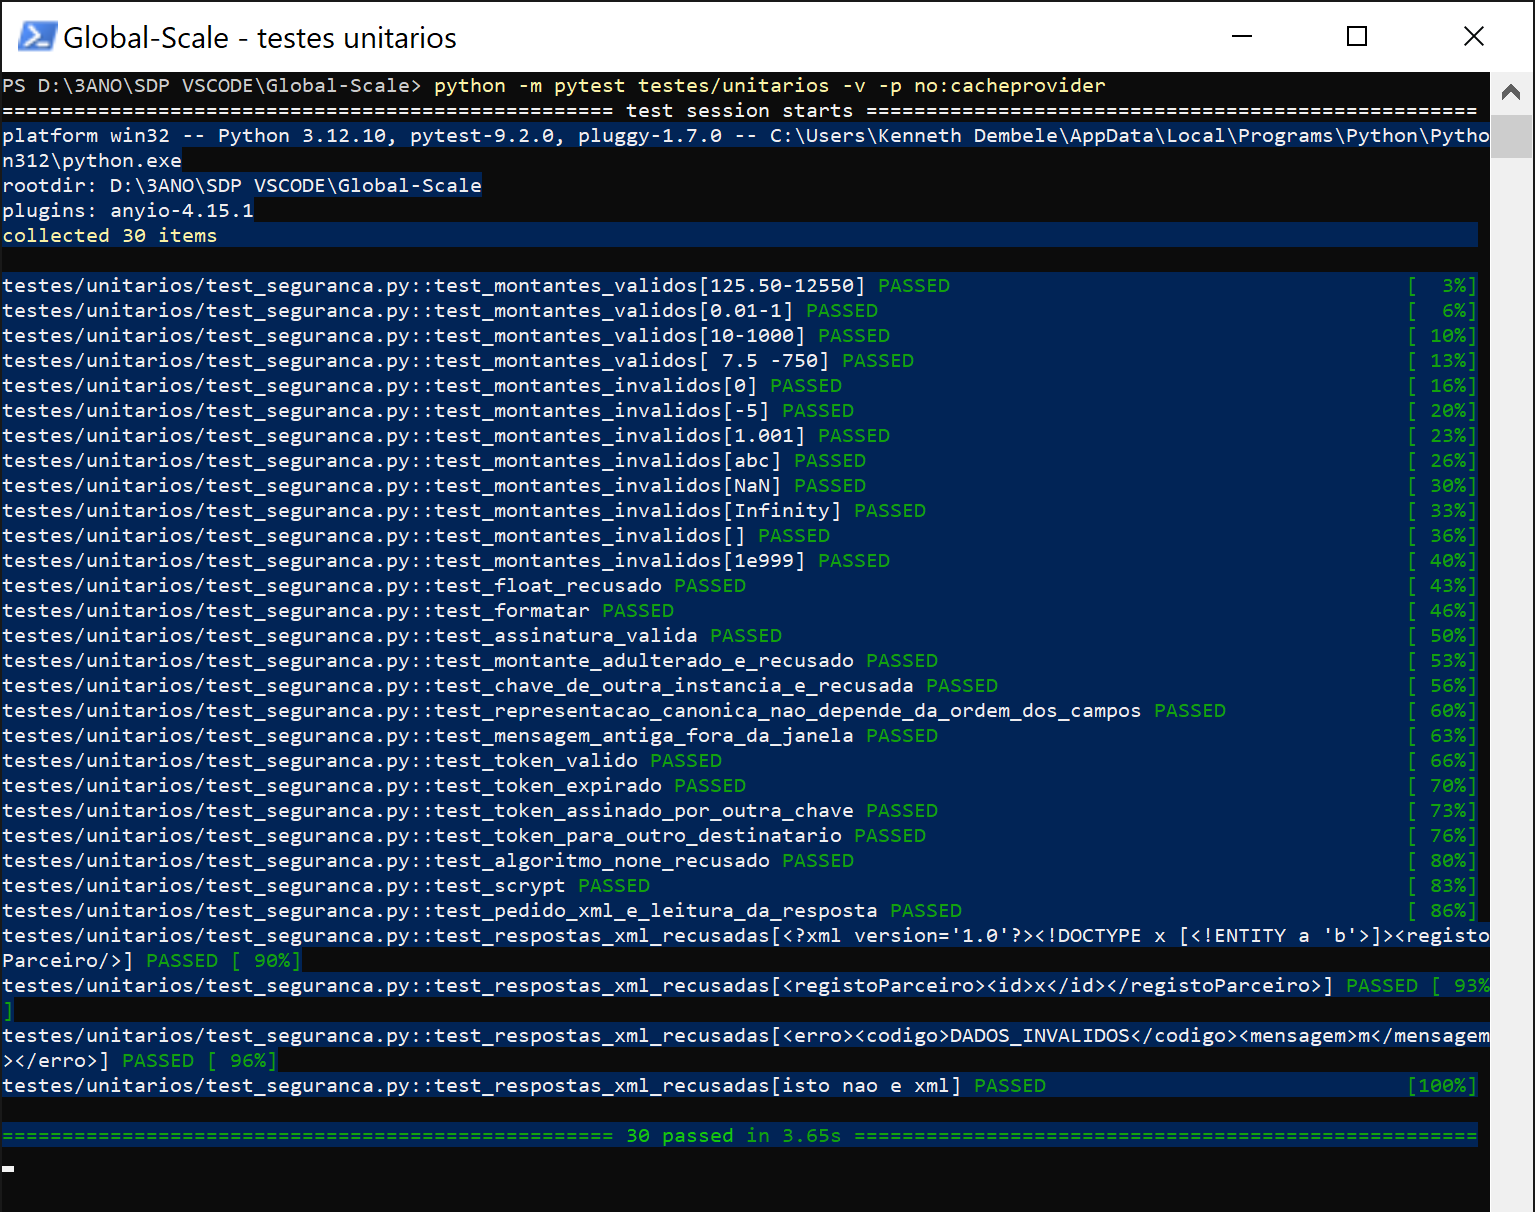 Global-Scale - testes unitarios
PS D:\3ANO\SDP VSCODE\Global-Scale> python -m pytest testes/unitarios -v -p no:cacheprovider
=================================================== test session starts ===================================================
platform win32 -- Python 3.12.10, pytest-9.2.0, pluggy-1.7.0 -- C:\Users\Kenneth Dembele\AppData\Local\Programs\Python\Pytho
n312\python.exe
rootdir: D:\3ANO\SDP VSCODE\Global-Scale
plugins: anyio-4.15.1
collected 30 items
testes/unitarios/test_seguranca.py::test_montantes_validos[125.50-12550] PASSED [  3%]
testes/unitarios/test_seguranca.py::test_montantes_validos[0.01-1] PASSED [  6%]
testes/unitarios/test_seguranca.py::test_montantes_validos[10-1000] PASSED [ 10%]
testes/unitarios/test_seguranca.py::test_montantes_validos[ 7.5 -750] PASSED [ 13%]
testes/unitarios/test_seguranca.py::test_montantes_invalidos[0] PASSED [ 16%]
testes/unitarios/test_seguranca.py::test_montantes_invalidos[-5] PASSED [ 20%]
testes/unitarios/test_seguranca.py::test_montantes_invalidos[1.001] PASSED [ 23%]
testes/unitarios/test_seguranca.py::test_montantes_invalidos[abc] PASSED [ 26%]
testes/unitarios/test_seguranca.py::test_montantes_invalidos[NaN] PASSED [ 30%]
testes/unitarios/test_seguranca.py::test_montantes_invalidos[Infinity] PASSED [ 33%]
testes/unitarios/test_seguranca.py::test_montantes_invalidos[] PASSED [ 36%]
testes/unitarios/test_seguranca.py::test_montantes_invalidos[1e999] PASSED [ 40%]
testes/unitarios/test_seguranca.py::test_float_recusado PASSED [ 43%]
testes/unitarios/test_seguranca.py::test_formatar PASSED [ 46%]
testes/unitarios/test_seguranca.py::test_assinatura_valida PASSED [ 50%]
testes/unitarios/test_seguranca.py::test_montante_adulterado_e_recusado PASSED [ 53%]
testes/unitarios/test_seguranca.py::test_chave_de_outra_instancia_e_recusada PASSED [ 56%]
testes/unitarios/test_seguranca.py::test_representacao_canonica_nao_depende_da_ordem_dos_campos PASSED [ 60%]
testes/unitarios/test_seguranca.py::test_mensagem_antiga_fora_da_janela PASSED [ 63%]
testes/unitarios/test_seguranca.py::test_token_valido PASSED [ 66%]
testes/unitarios/test_seguranca.py::test_token_expirado PASSED [ 70%]
testes/unitarios/test_seguranca.py::test_token_assinado_por_outra_chave PASSED [ 73%]
testes/unitarios/test_seguranca.py::test_token_para_outro_destinatario PASSED [ 76%]
testes/unitarios/test_seguranca.py::test_algoritmo_none_recusado PASSED [ 80%]
testes/unitarios/test_seguranca.py::test_scrypt PASSED [ 83%]
testes/unitarios/test_seguranca.py::test_pedido_xml_e_leitura_da_resposta PASSED [ 86%]
testes/unitarios/test_seguranca.py::test_respostas_xml_recusadas[<?xml version='1.0'?><!DOCTYPE x [<!ENTITY a 'b'>]><registo
Parceiro/>] PASSED [ 90%]
testes/unitarios/test_seguranca.py::test_respostas_xml_recusadas[<registoParceiro><id>x</id></registoParceiro>] PASSED [ 93%
]
testes/unitarios/test_seguranca.py::test_respostas_xml_recusadas[<erro><codigo>DADOS_INVALIDOS</codigo><mensagem>m</mensagem
></erro>] PASSED [ 96%]
testes/unitarios/test_seguranca.py::test_respostas_xml_recusadas[isto nao e xml] PASSED [100%]
=================================================== 30 passed in 3.65s ====================================================